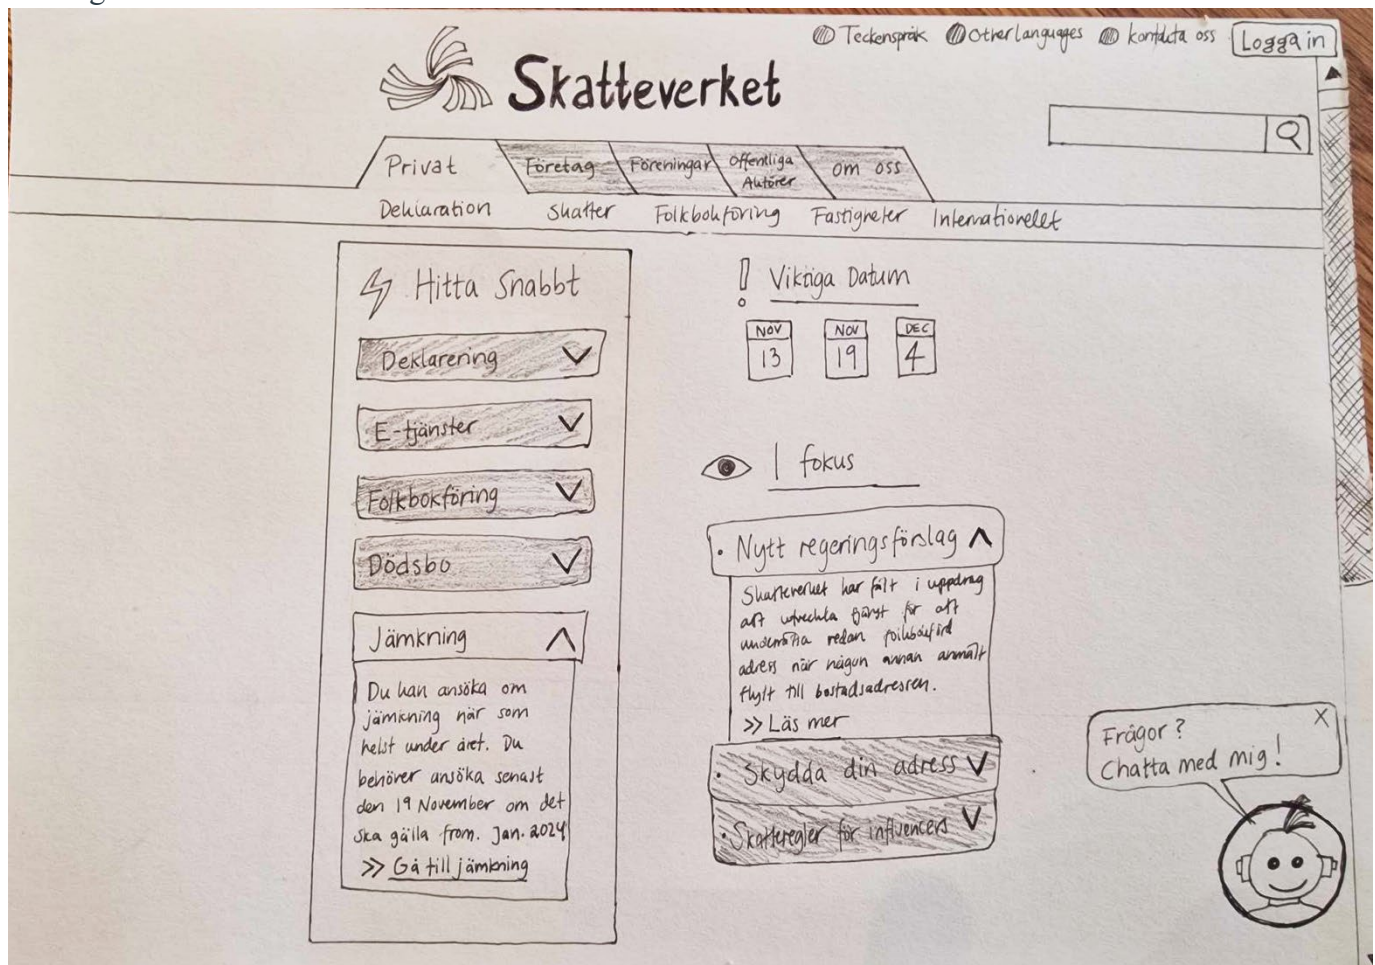 Teckenspråk Other languages kontakta oss Logga in
Skatteverket
Privat Företag Föreningar Offentliga Aktörer om oss
Deklaration Skatter Folkbokföring Fastigheter Internationellt
Hitta Snabbt
Deklarering
E-tjänster
Folkbokföring
Dödsbo
Jämkning
Du kan ansöka om
jämkning när som
helst under året. Du
behöver ansöka senast
den 19 November om det
ska gälla from. Jan. 2024
>> Gå till jämkning
! Viktiga Datum
NOV NOV DEC
13 19 4
I fokus
• Nytt regeringsförslag
Skatteverket har fått i uppdrag
att utveckla tjänst för att
underrätta redan folkbokförd
adress när någon annan anmält
flytt till bostadsadressen.
>> Läs mer
• Skydda din adress
• Skatteregler för influencers
Frågor? X
Chatta med mig!